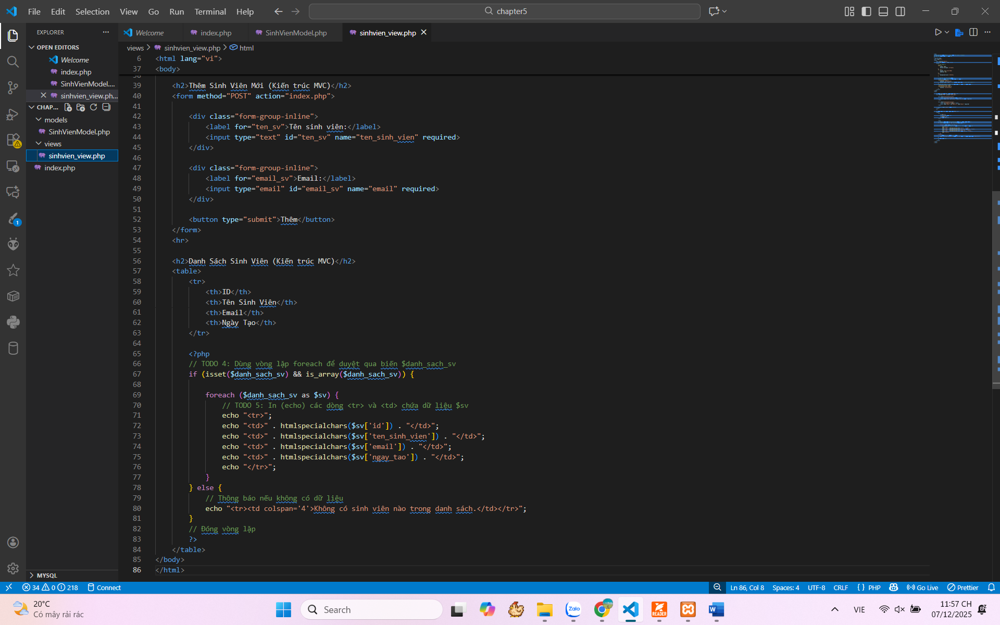 File Edit Selection View Go Run Terminal Help
chapter5
EXPLORER
Welcome
index.php
SinhVienModel.php
sinhvien_view.php
OPEN EDITORS
Welcome
index.php
SinhVienModel....
sinhvien_view.ph...
CHAP...
models
SinhVienModel.php
views
sinhvien_view.php
index.php
MYSQL
views > sinhvien_view.php > html
6 <html lang="vi">
37 <body>
38
39 <h2>Thêm Sinh Viên Mới (Kiến trúc MVC)</h2>
40 <form method="POST" action="index.php">
41
42 <div class="form-group-inline">
43 <label for="ten_sv">Tên sinh viên:</label>
44 <input type="text" id="ten_sv" name="ten_sinh_vien" required>
45 </div>
46
47 <div class="form-group-inline">
48 <label for="email_sv">Email:</label>
49 <input type="email" id="email_sv" name="email" required>
50 </div>
51
52 <button type="submit">Thêm</button>
53 </form>
54 <hr>
55
56 <h2>Danh Sách Sinh Viên (Kiến trúc MVC)</h2>
57 <table>
58 <tr>
59 <th>ID</th>
60 <th>Tên Sinh Viên</th>
61 <th>Email</th>
62 <th>Ngày Tạo</th>
63 </tr>
64
65 <?php
66 // TODO 4: Dùng vòng lặp foreach để duyệt qua biến $danh_sach_sv
67 if (isset($danh_sach_sv) && is_array($danh_sach_sv)) {
68
69 foreach ($danh_sach_sv as $sv) {
70 // TODO 5: In (echo) các dòng <tr> và <td> chứa dữ liệu $sv
71 echo "<tr>";
72 echo "<td>" . htmlspecialchars($sv['id']) . "</td>";
73 echo "<td>" . htmlspecialchars($sv['ten_sinh_vien']) . "</td>";
74 echo "<td>" . htmlspecialchars($sv['email']) . "</td>";
75 echo "<td>" . htmlspecialchars($sv['ngay_tao']) . "</td>";
76 echo "</tr>";
77 }
78 } else {
79 // Thông báo nếu không có dữ liệu
80 echo "<tr><td colspan='4'>Không có sinh viên nào trong danh sách.</td></tr>";
81 }
82 // Đóng vòng lặp
83 ?>
84 </table>
85 </body>
86 </html>
34 0 218 Connect
Ln 86, Col 8 Spaces: 4 UTF-8 CRLF { } PHP Go Live Prettier
1
20°C
Có mây rải rác
Search
Zalo
READER
W
VIE
11:57 CH
07/12/2025